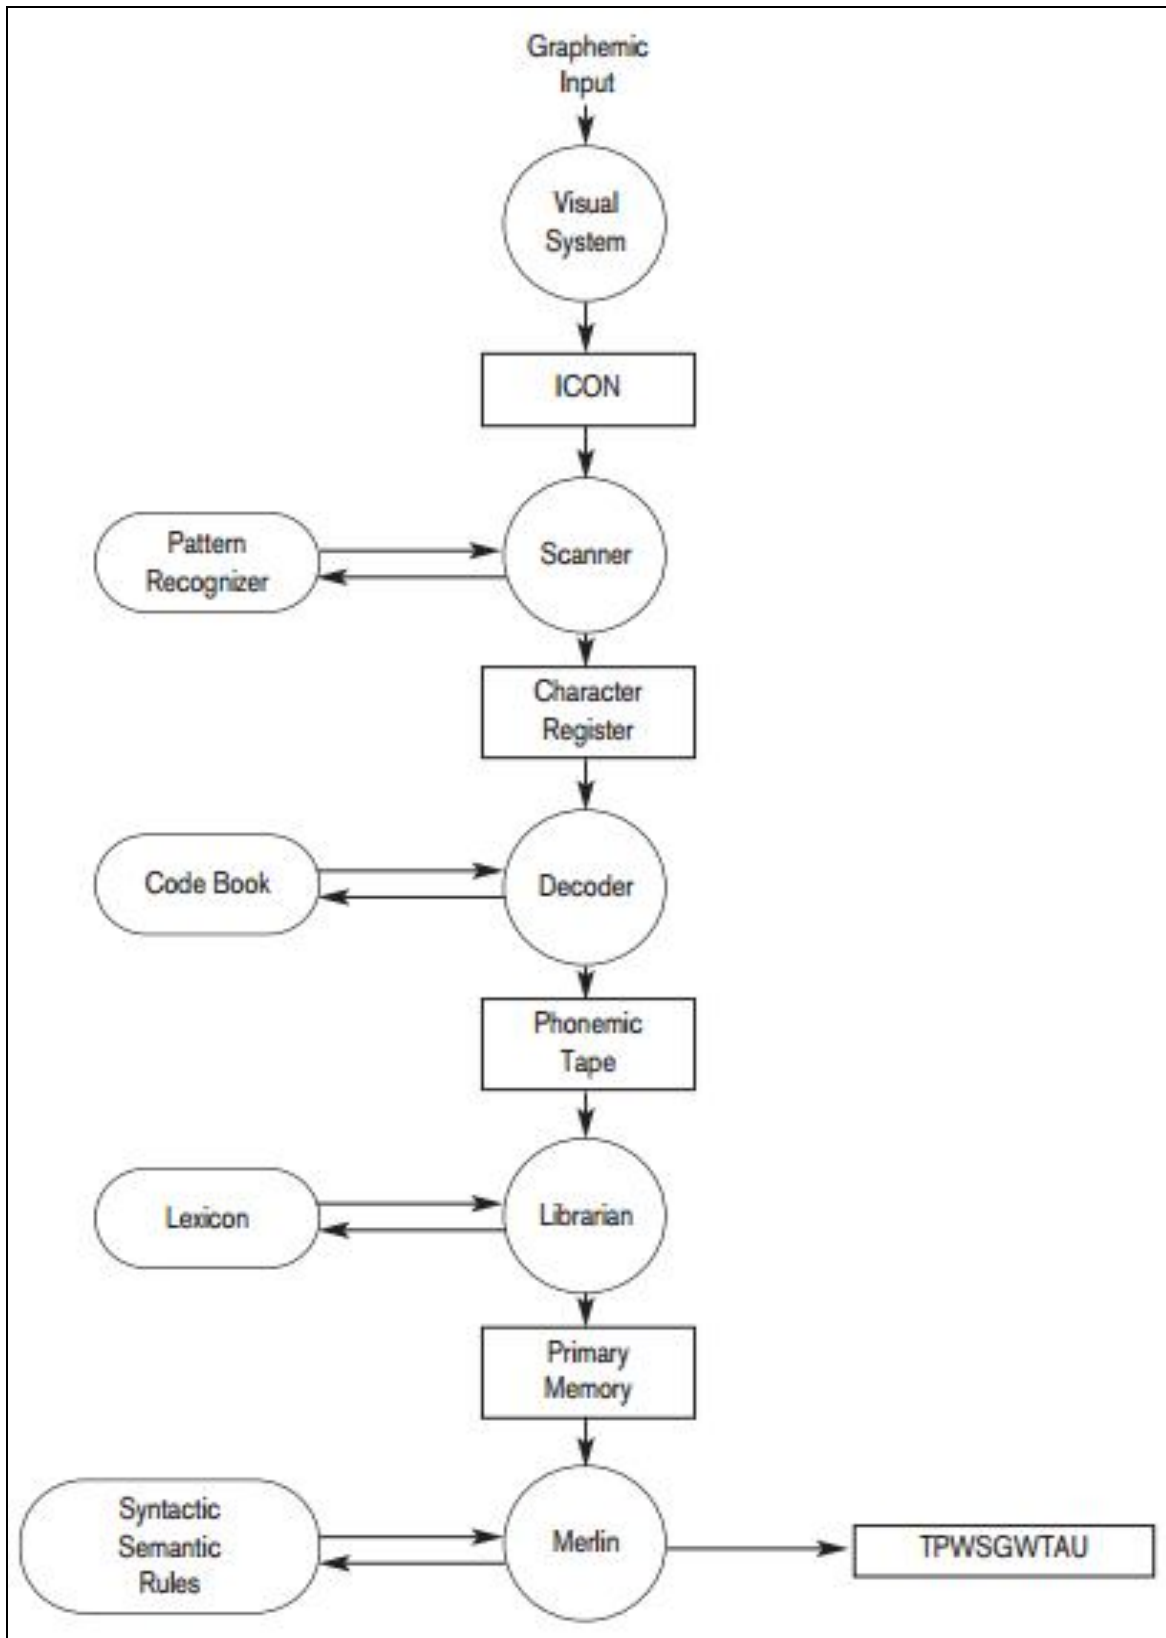 Graphemic
Input
Visual
System
ICON
Pattern
Recognizer
Scanner
Character
Register
Code Book
Decoder
Phonemic
Tape
Lexicon
Librarian
Primary
Memory
Syntactic
Semantic
Rules
Merlin
TPWSGWTAU